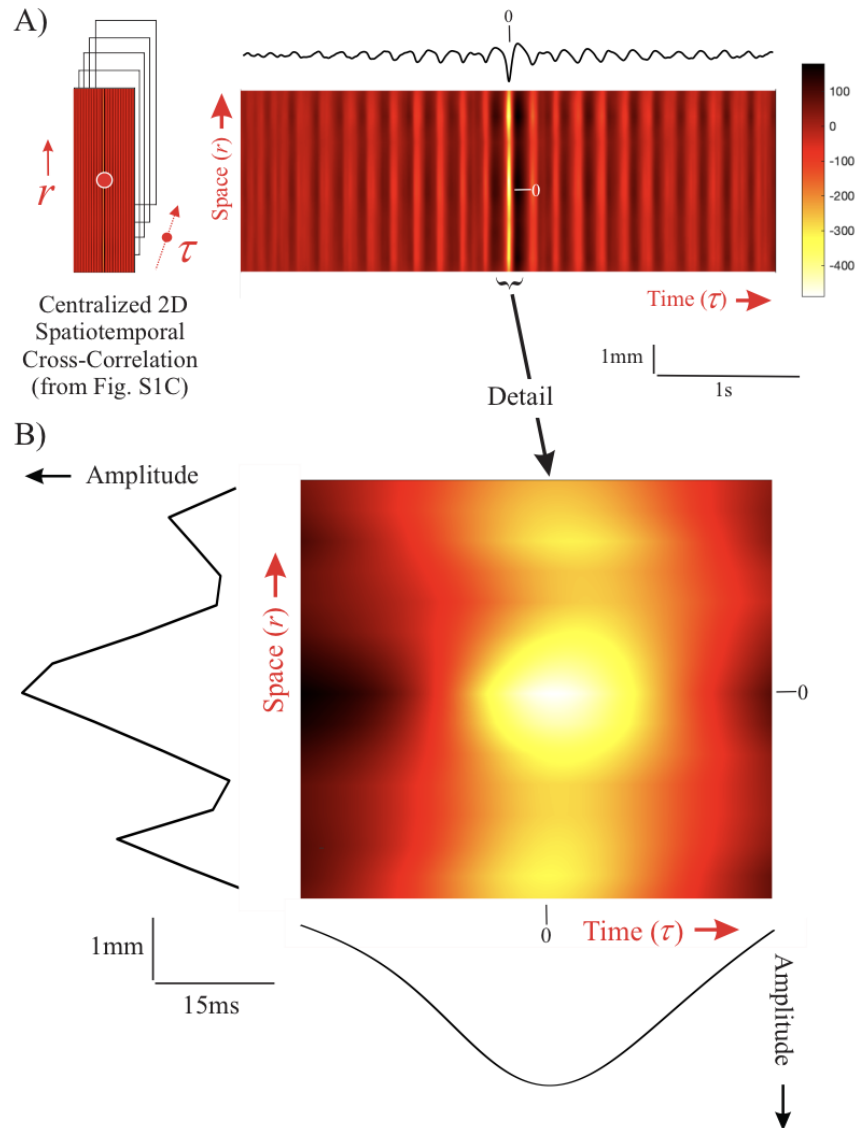 A)
0
r
τ
Space (r)
0
100
0
-100
-200
-300
-400
Time (τ)
Centralized 2D
Spatiotemporal
Cross-Correlation
(from Fig. S1C)
1mm
1s
Detail
B)
Amplitude
Space (r)
0
0
Time (τ)
1mm
15ms
Amplitude